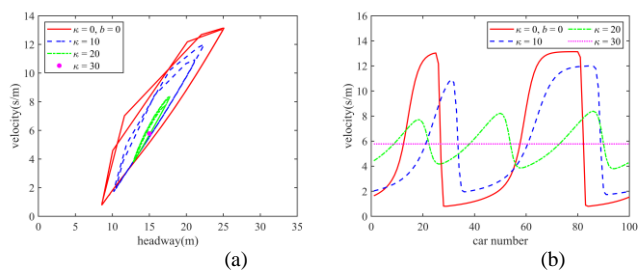 κ = 0, b = 0
κ = 10
κ = 20
κ = 30
velocity(s/m)
14
12
10
8
6
4
2
0
0 5 10 15 20 25 30 35
headway(m)
(a)
κ = 0, b = 0 κ = 20
κ = 10 κ = 30
velocity(s/m)
16
14
12
10
8
6
4
2
0
0 20 40 60 80 100
car number
(b)